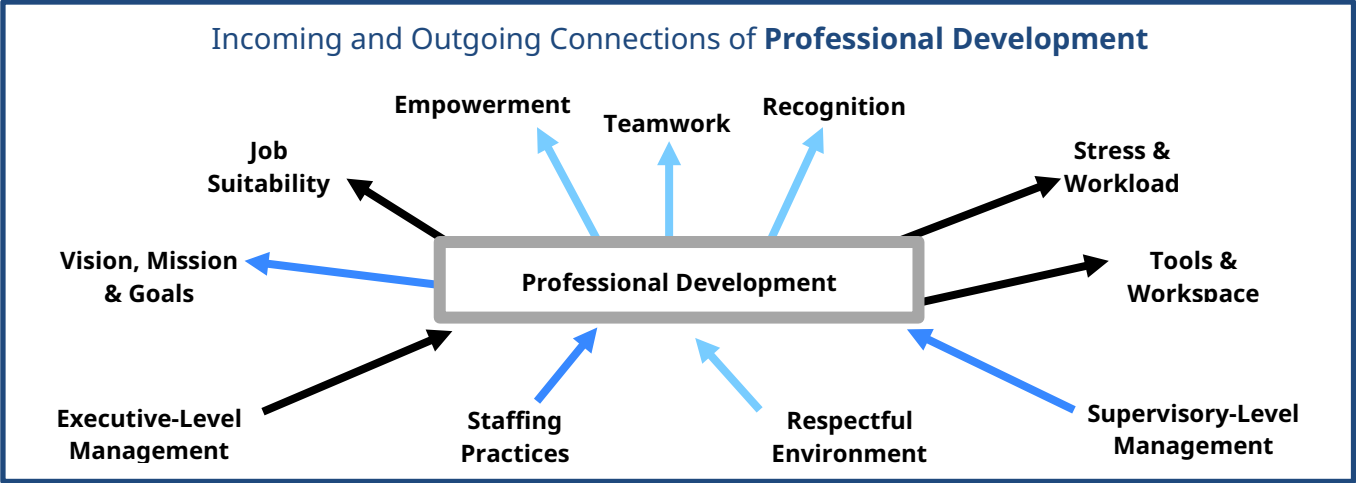 Incoming and Outgoing Connections of Professional Development
Empowerment
Teamwork
Recognition
Job
Suitability
Stress &
Workload
Vision, Mission
& Goals
Professional Development
Tools &
Workspace
Executive-Level
Management
Staffing
Practices
Respectful
Environment
Supervisory-Level
Management